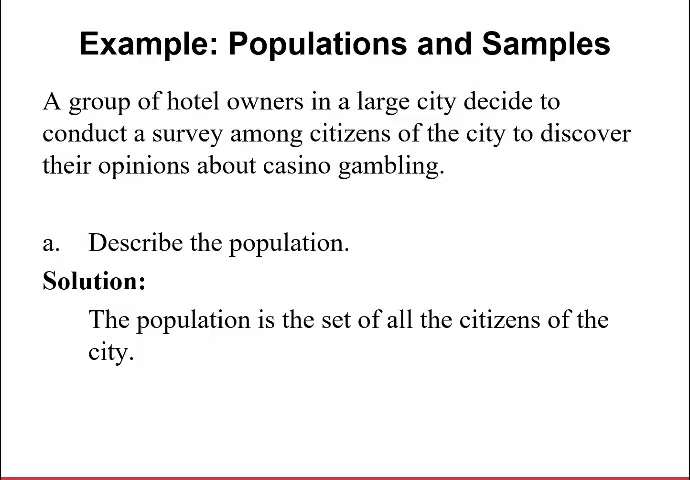 Example: Populations and Samples
A group of hotel owners in a large city decide to
conduct a survey among citizens of the city to discover
their opinions about casino gambling.
a. Describe the population.
Solution:
The population is the set of all the citizens of the
city.